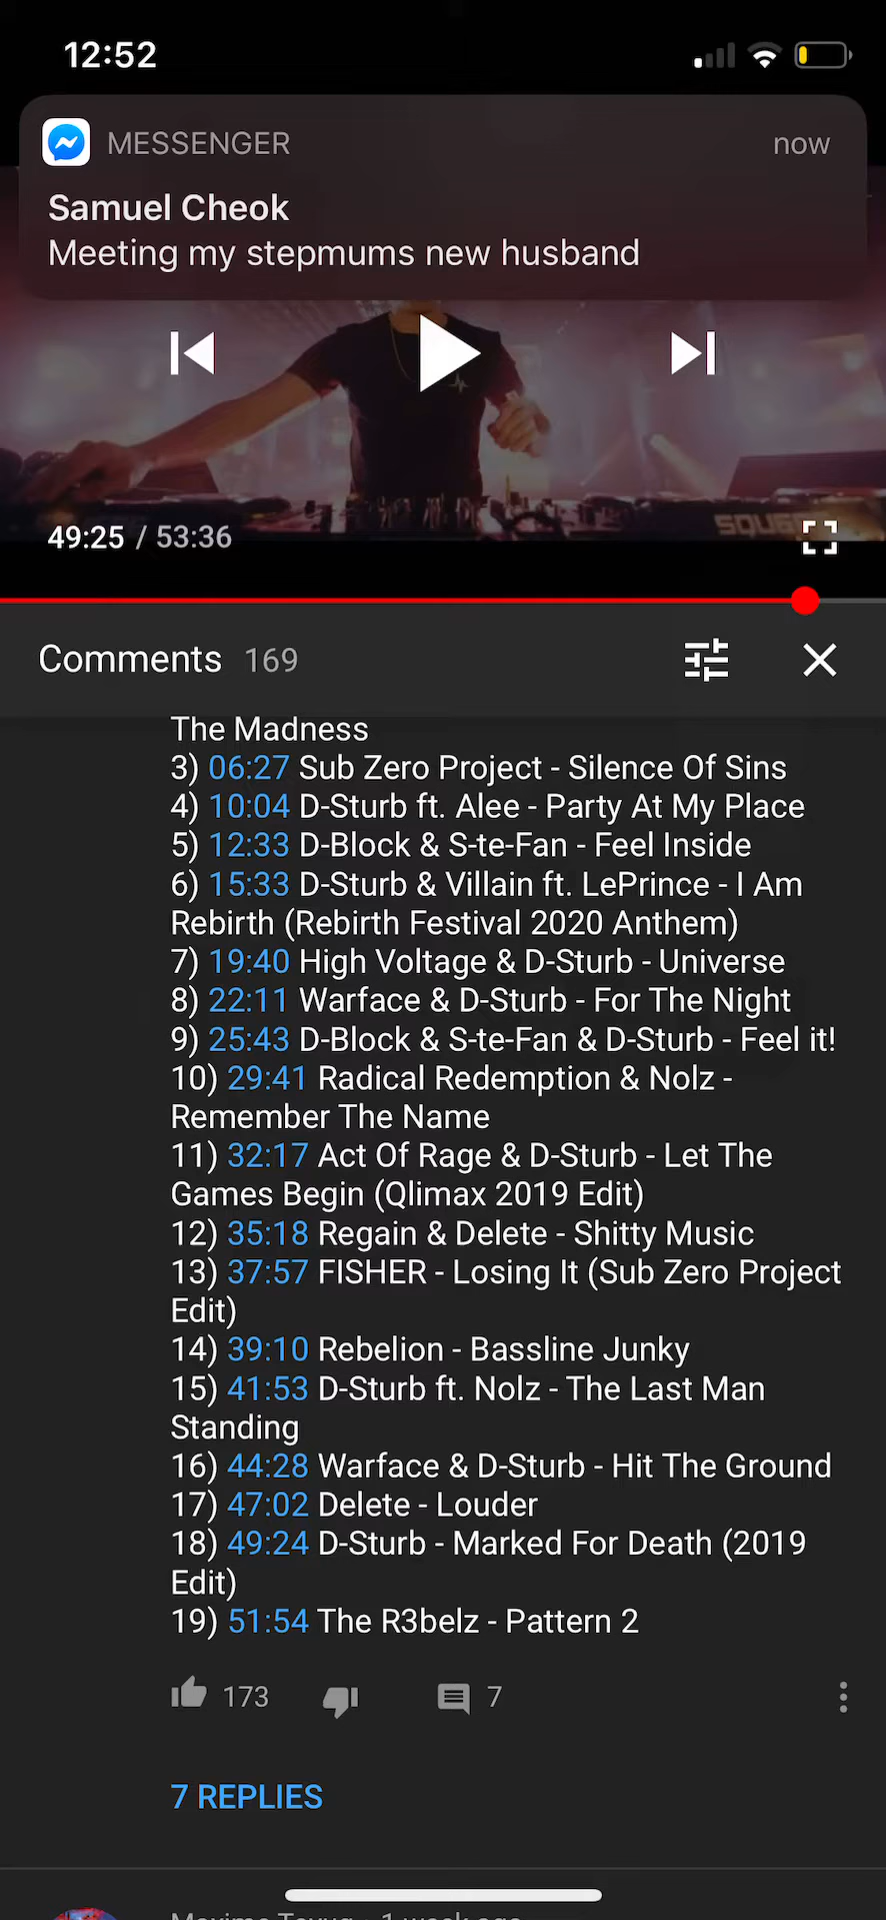 12:52
MESSENGER now
Samuel Cheok
Meeting my stepmums new husband
49:25 / 53:36
Comments 169
The Madness
3) 06:27 Sub Zero Project - Silence Of Sins
4) 10:04 D-Sturb ft. Alee - Party At My Place
5) 12:33 D-Block & S-te-Fan - Feel Inside
6) 15:33 D-Sturb & Villain ft. LePrince - I Am
Rebirth (Rebirth Festival 2020 Anthem)
7) 19:40 High Voltage & D-Sturb - Universe
8) 22:11 Warface & D-Sturb - For The Night
9) 25:43 D-Block & S-te-Fan & D-Sturb - Feel it!
10) 29:41 Radical Redemption & Nolz -
Remember The Name
11) 32:17 Act Of Rage & D-Sturb - Let The
Games Begin (Qlimax 2019 Edit)
12) 35:18 Regain & Delete - Shitty Music
13) 37:57 FISHER - Losing It (Sub Zero Project
Edit)
14) 39:10 Rebelion - Bassline Junky
15) 41:53 D-Sturb ft. Nolz - The Last Man
Standing
16) 44:28 Warface & D-Sturb - Hit The Ground
17) 47:02 Delete - Louder
18) 49:24 D-Sturb - Marked For Death (2019
Edit)
19) 51:54 The R3belz - Pattern 2
173 7
7 REPLIES